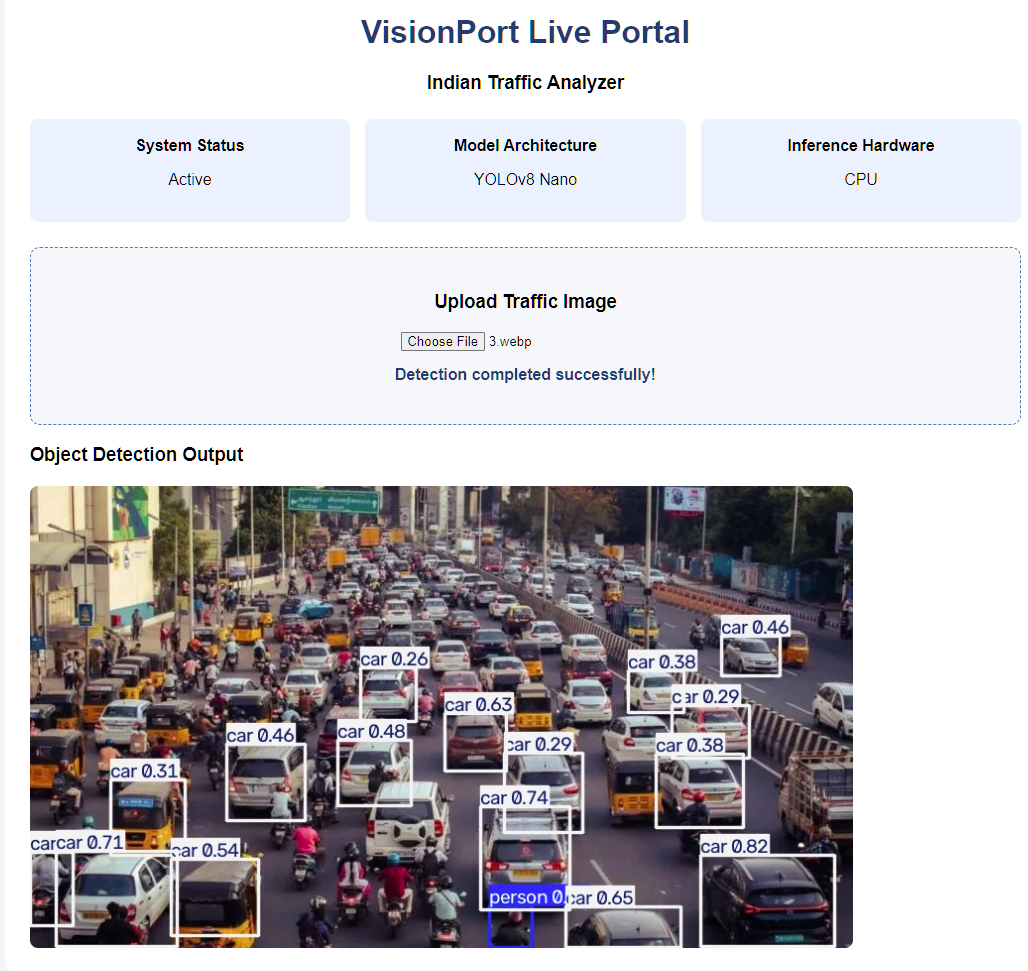 VisionPort Live Portal
Indian Traffic Analyzer
System Status
Active
Model Architecture
YOLOv8 Nano
Inference Hardware
CPU
Upload Traffic Image
Choose File 3.webp
Detection completed successfully!
Object Detection Output
car 0.46
car 0.26
car 0.38
car 0.29
car 0.63
car 0.46
car 0.48
car 0.29
car 0.38
car 0.31
car 0.74
car
car 0.71
car 0.54
car 0.82
person 0.
car 0.65